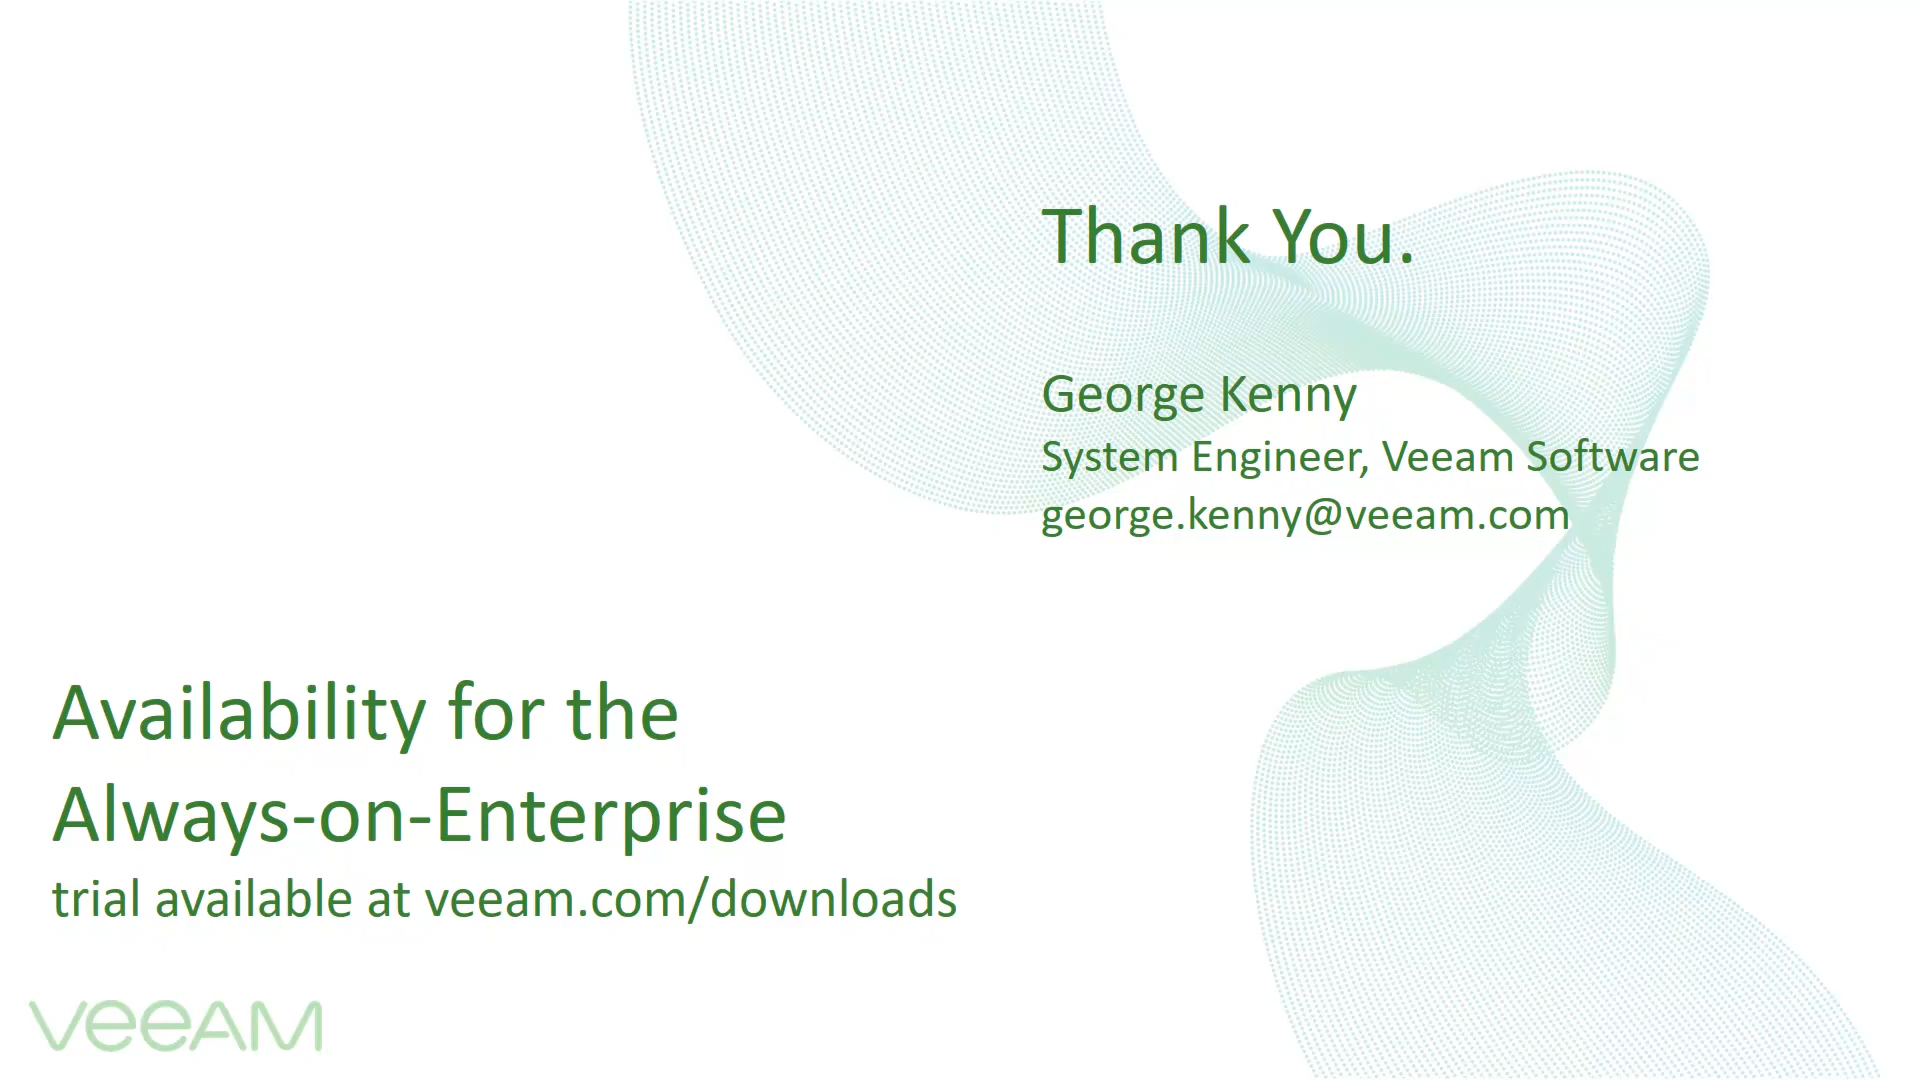 Thank You.
George Kenny
System Engineer, Veeam Software
george.kenny@veeam.com
Availability for the
Always-on-Enterprise
trial available at veeam.com/downloads
veeAM